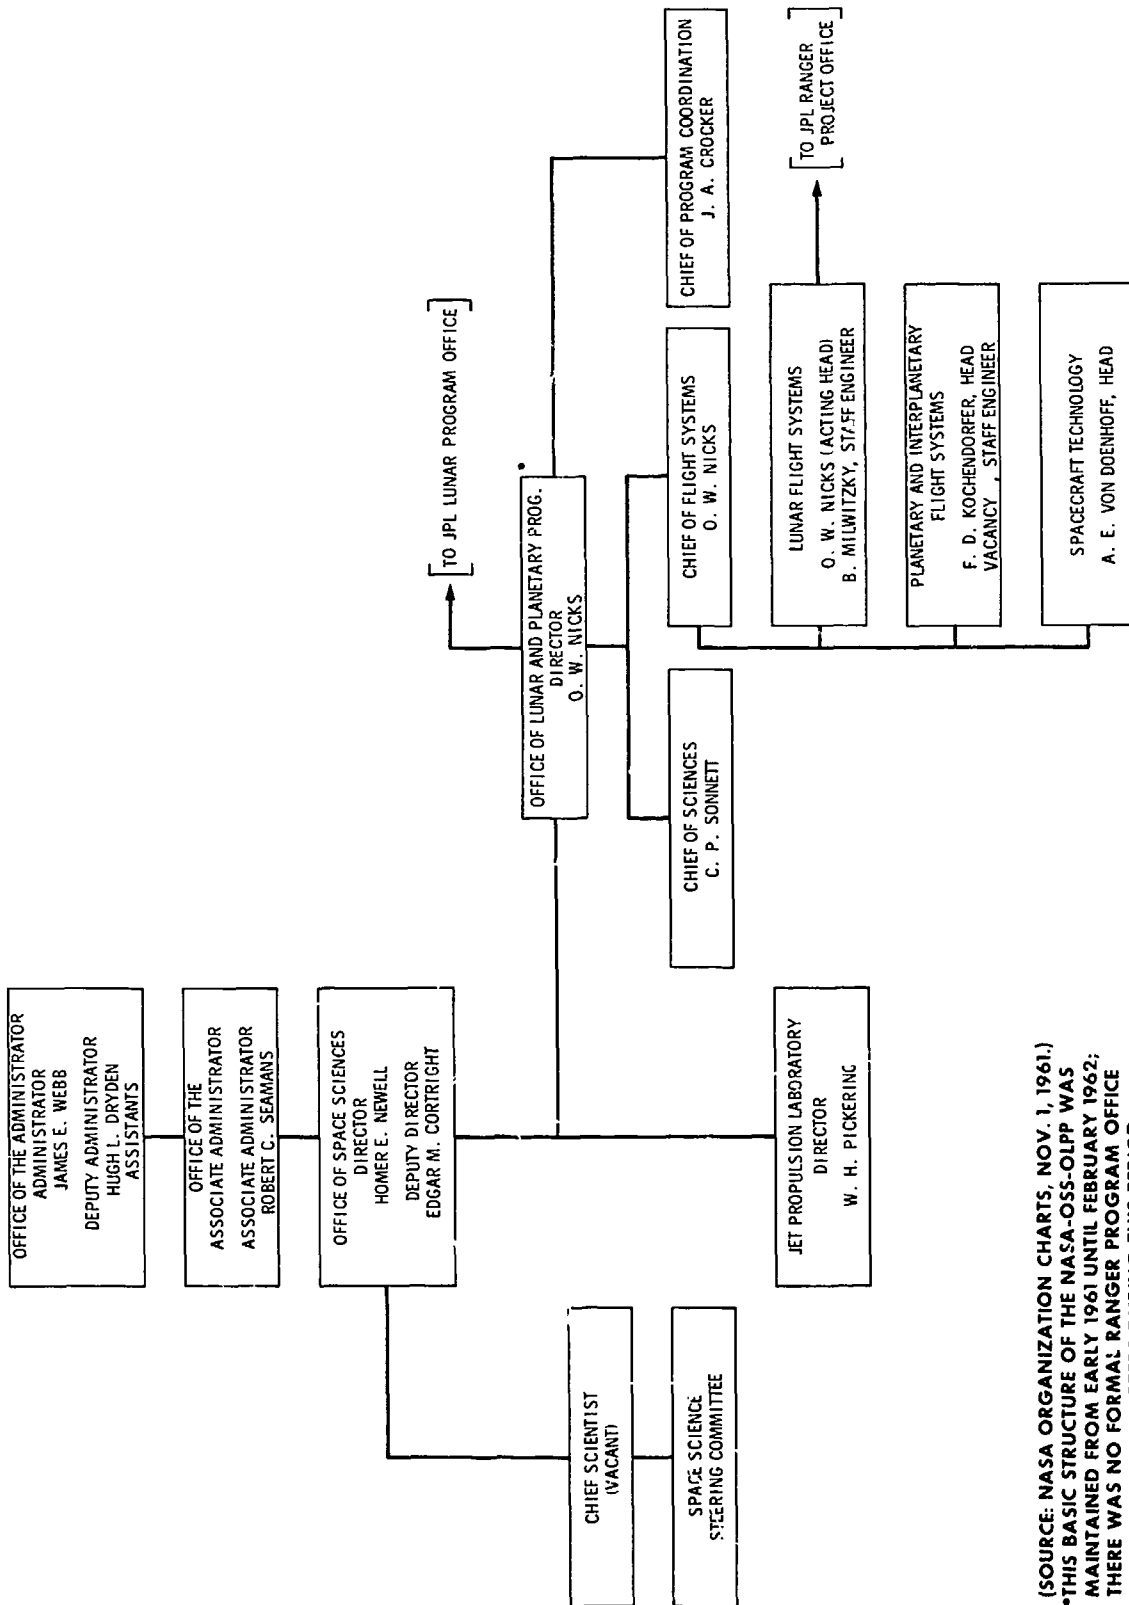 OFFICE OF THE ADMINISTRATOR
ADMINISTRATOR
JAMES E. WEBB
DEPUTY ADMINISTRATOR
HUGH L. DRYDEN
ASSISTANTS
OFFICE OF THE
ASSOCIATE ADMINISTRATOR
ASSOCIATE ADMINISTRATOR
ROBERT C. SEAMANS
OFFICE OF SPACE SCIENCES
DIRECTOR
HOMER E. NEWELL
DEPUTY DIRECTOR
EDGAR M. CORTRIGHT
CHIEF SCIENTIST
(VACANT)
SPACE SCIENCE
STEERING COMMITTEE
JET PROPULSION LABORATORY
DIRECTOR
W. H. PICKERING
[TO JPL LUNAR PROGRAM OFFICE]
OFFICE OF LUNAR AND PLANETARY PROG. *
DIRECTOR
O. W. NICKS
CHIEF OF SCIENCES
C. P. SONNETT
CHIEF OF FLIGHT SYSTEMS
O. W. NICKS
CHIEF OF PROGRAM COORDINATION
J. A. CROCKER
LUNAR FLIGHT SYSTEMS
O. W. NICKS (ACTING HEAD)
B. MILWITZKY, STAFF ENGINEER
[TO JPL RANGER
PROJECT OFFICE]
PLANETARY AND INTERPLANETARY
FLIGHT SYSTEMS
F. D. KOCHENDORFER, HEAD
VACANCY , STAFF ENGINEER
SPACECRAFT TECHNOLOGY
A. E. VON DOENHOFF, HEAD
(SOURCE: NASA ORGANIZATION CHARTS, NOV. 1, 1961.)
*THIS BASIC STRUCTURE OF THE NASA-OSS-OLPP WAS
MAINTAINED FROM EARLY 1961 UNTIL FEBRUARY 1962;
THERE WAS NO FORMAL RANGER PROGRAM OFFICE